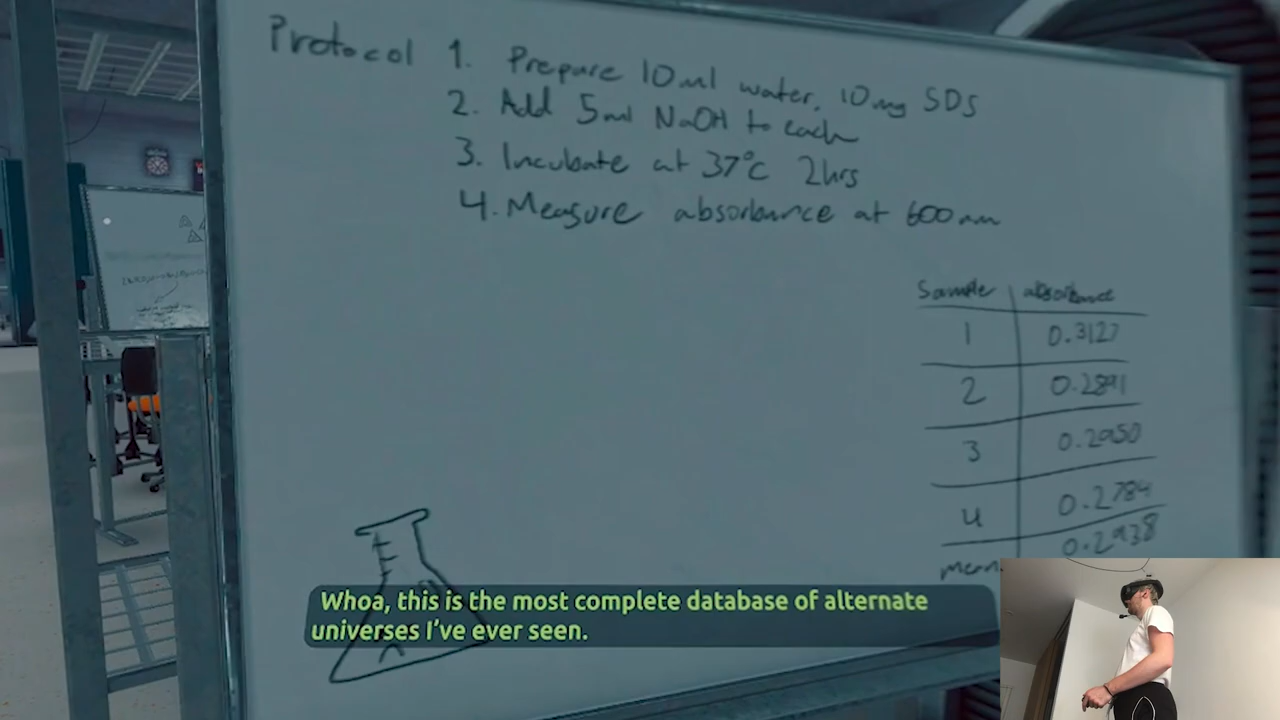 Protocol 1. Prepare 10ml water, 10mg SDS
2. Add 5ml NaOH to each
3. Incubate at 37°C 2hrs
4. Measure absorbance at 600nm
Sample absorbance
1 0.3127
2 0.2891
3 0.2950
4 0.2784
mean 0.2938
Whoa, this is the most complete database of alternate
universes I've ever seen.